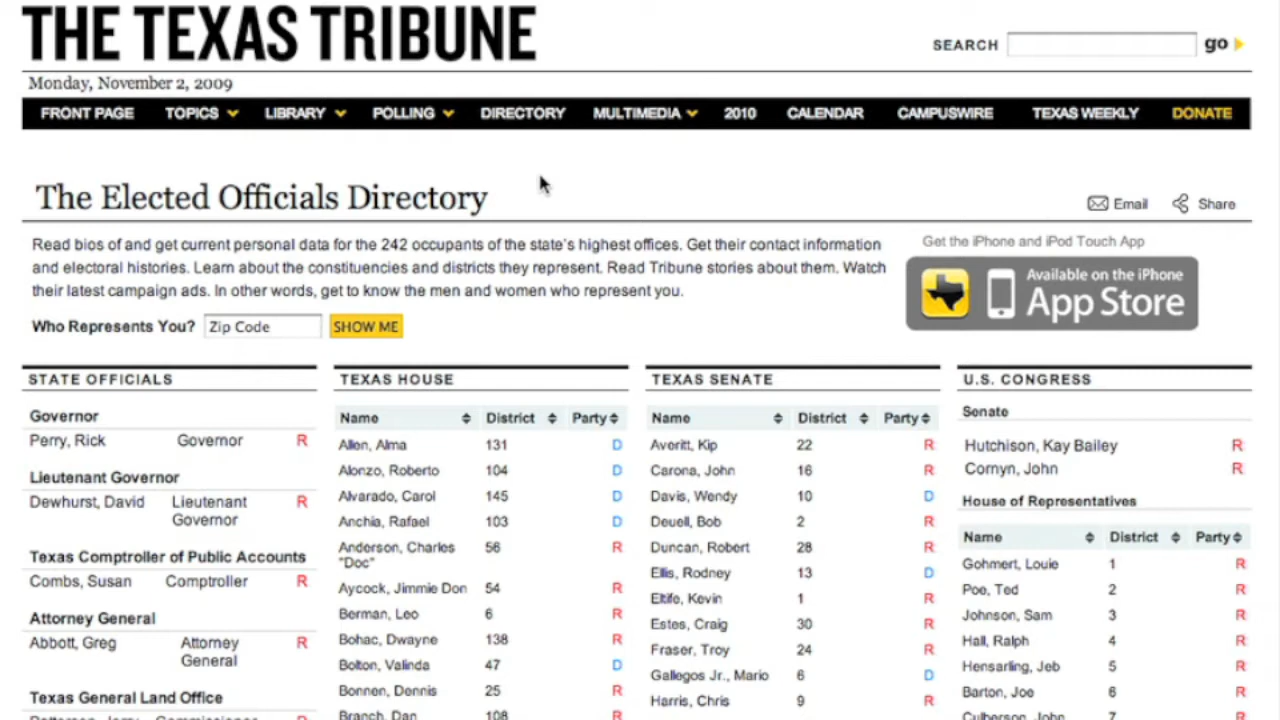 THE TEXAS TRIBUNE
SEARCH go
Monday, November 2, 2009
FRONT PAGE TOPICS LIBRARY POLLING DIRECTORY MULTIMEDIA 2010 CALENDAR CAMPUSWIRE TEXAS WEEKLY DONATE
The Elected Officials Directory
Email Share
Read bios of and get current personal data for the 242 occupants of the state's highest offices. Get their contact information
and electoral histories. Learn about the constituencies and districts they represent. Read Tribune stories about them. Watch
their latest campaign ads. In other words, get to know the men and women who represent you.
Who Represents You? Zip Code SHOW ME
Get the iPhone and iPod Touch App
Available on the iPhone
App Store
STATE OFFICIALS
Governor
Perry, Rick Governor R
Lieutenant Governor
Dewhurst, David Lieutenant R
Governor
Texas Comptroller of Public Accounts
Combs, Susan Comptroller R
Attorney General
Abbott, Greg Attorney R
General
Texas General Land Office
TEXAS HOUSE
Name District Party
Allen, Alma 131 D
Alonzo, Roberto 104 D
Alvarado, Carol 145 D
Anchia, Rafael 103 D
Anderson, Charles 56 R
"Doc"
Aycock, Jimmie Don 54 R
Berman, Leo 6 R
Bohac, Dwayne 138 R
Bolton, Valinda 47 D
Bonnen, Dennis 25 R
Branch, Dan 108 R
TEXAS SENATE
Name District Party
Averitt, Kip 22 R
Carona, John 16 R
Davis, Wendy 10 D
Deuell, Bob 2 R
Duncan, Robert 28 R
Ellis, Rodney 13 D
Eltife, Kevin 1 R
Estes, Craig 30 R
Fraser, Troy 24 R
Gallegos Jr., Mario 6 D
Harris, Chris 9 R
U.S. CONGRESS
Senate
Hutchison, Kay Bailey R
Cornyn, John R
House of Representatives
Name District Party
Gohmert, Louie 1 R
Poe, Ted 2 R
Johnson, Sam 3 R
Hall, Ralph 4 R
Hensarling, Jeb 5 R
Barton, Joe 6 R
Culberson, John 7 R